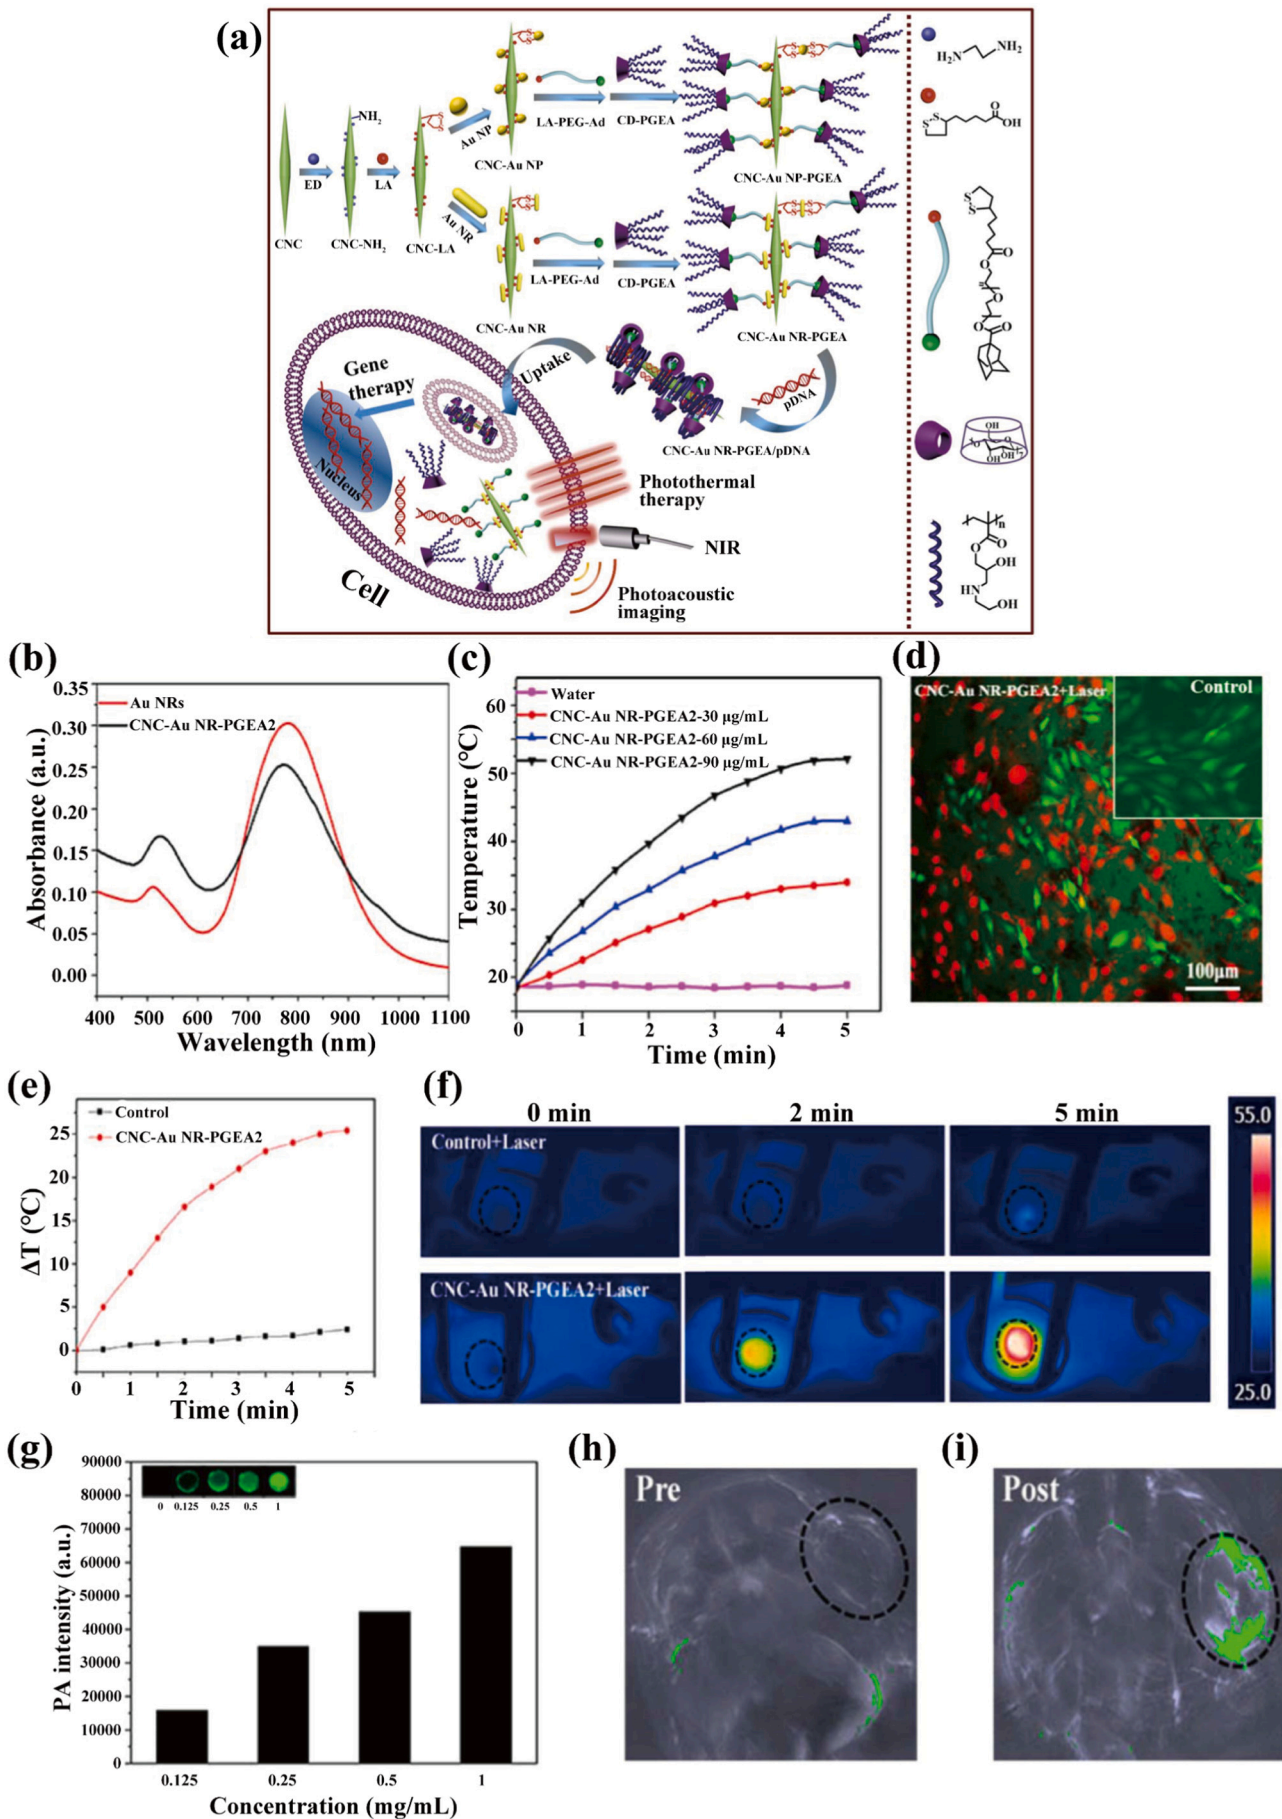 (a)
NH2
ED
LA
CNC
CNC-NH2
CNC-LA
Au NP
Au NR
CNC-Au NP
LA-PEG-Ad
CD-PGEA
CNC-Au NP-PGEA
LA-PEG-Ad
CD-PGEA
CNC-Au NR
CNC-Au NR-PGEA
pDNA
CNC-Au NR-PGEA/pDNA
Uptake
Gene
therapy
Nucleus
Cell
Photothermal
therapy
NIR
Photoacoustic
imaging
H2N
NH2
S
S
O
OH
S
S
O
O
n
O
O
O
OH
O
OH
OH
O
7
n
O
O
OH
HN
OH
(b)
Au NRs
CNC-Au NR-PGEA2
0.35
0.30
0.25
0.20
0.15
0.10
0.05
0.00
Absorbance (a.u.)
400 500 600 700 800 900 1000 1100
Wavelength (nm)
(c)
Water
CNC-Au NR-PGEA2-30 μg/mL
CNC-Au NR-PGEA2-60 μg/mL
CNC-Au NR-PGEA2-90 μg/mL
60
50
40
30
20
Temperature (°C)
0 1 2 3 4 5
Time (min)
(d)
CNC-Au NR-PGEA2+Laser
Control
100μm
(e)
Control
CNC-Au NR-PGEA2
25
20
15
10
5
0
ΔT (°C)
0 1 2 3 4 5
Time (min)
(f)
0 min 2 min 5 min
Control+Laser
CNC-Au NR-PGEA2+Laser
55.0
25.0
(g)
90000
80000
70000
60000
50000
40000
30000
20000
10000
0
PA intensity (a.u.)
0 0.125 0.25 0.5 1
0.125 0.25 0.5 1
Concentration (mg/mL)
(h)
Pre
(i)
Post